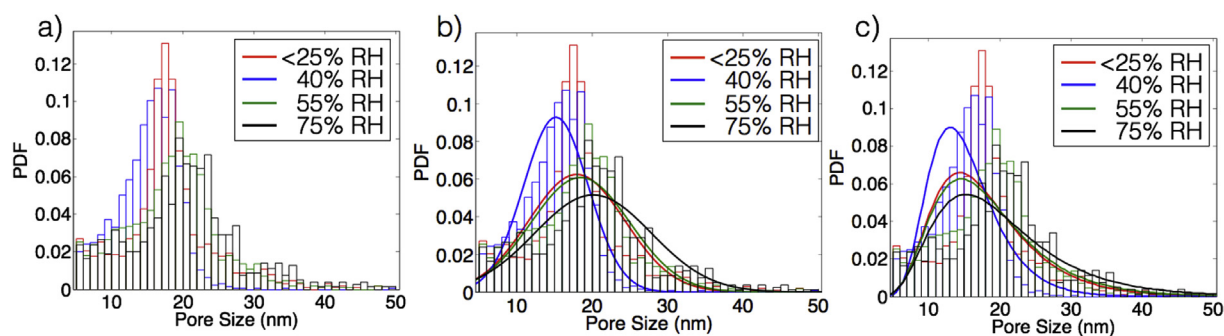 a)
<25% RH
40% RH
55% RH
75% RH
0.12
0.1
0.08
0.06
0.04
0.02
0
PDF
10 20 30 40 50
Pore Size (nm)
b)
<25% RH
40% RH
55% RH
75% RH
0.12
0.1
0.08
0.06
0.04
0.02
0
PDF
10 20 30 40 50
Pore Size (nm)
c)
<25% RH
40% RH
55% RH
75% RH
0.12
0.1
0.08
0.06
0.04
0.02
0
PDF
10 20 30 40 50
Pore Size (nm)